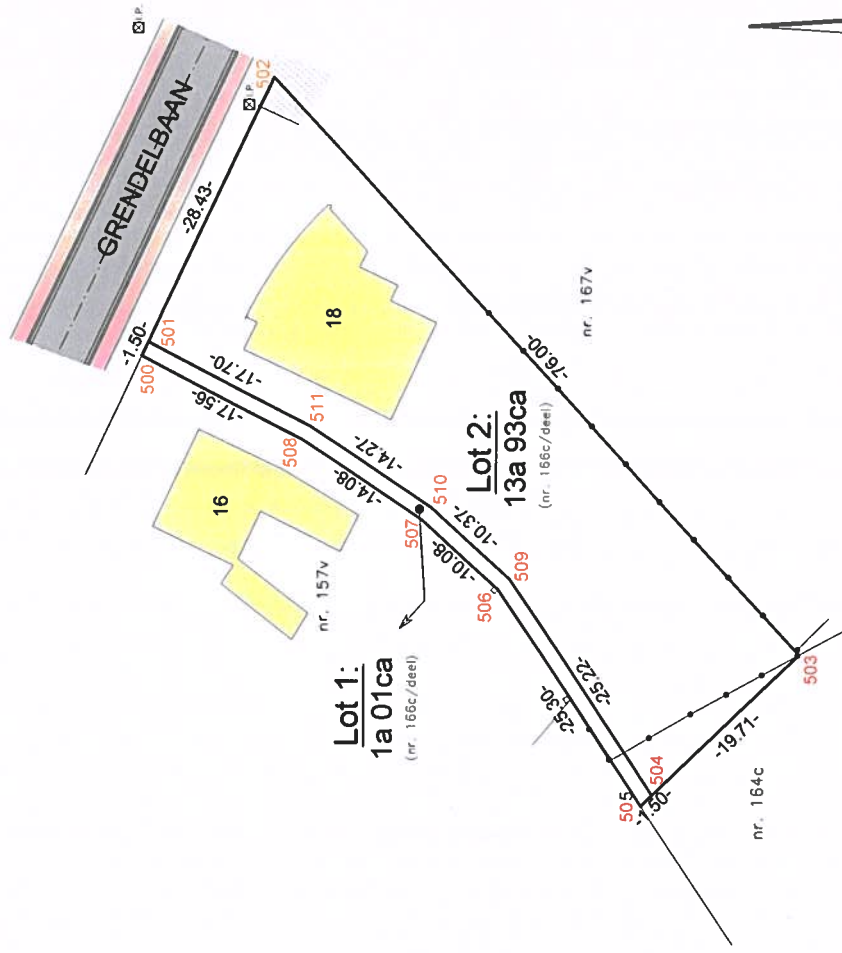 I.P.
GRENDELBAAN
I.P.
502
-28.43-
-1.50-
500
501
-17.56-
-17.70-
18
16
508
511
-14.08-
-14.27-
nr. 167v
-76.00-
Lot 2:
13a 93ca
(nr. 166c/deel)
507
510
-10.08-
-10.37-
nr. 157v
506
509
Lot 1:
1a 01ca
(nr. 166c/deel)
-25.30-
-25.22-
503
-19.71-
504
505
-1.50-
nr. 164c